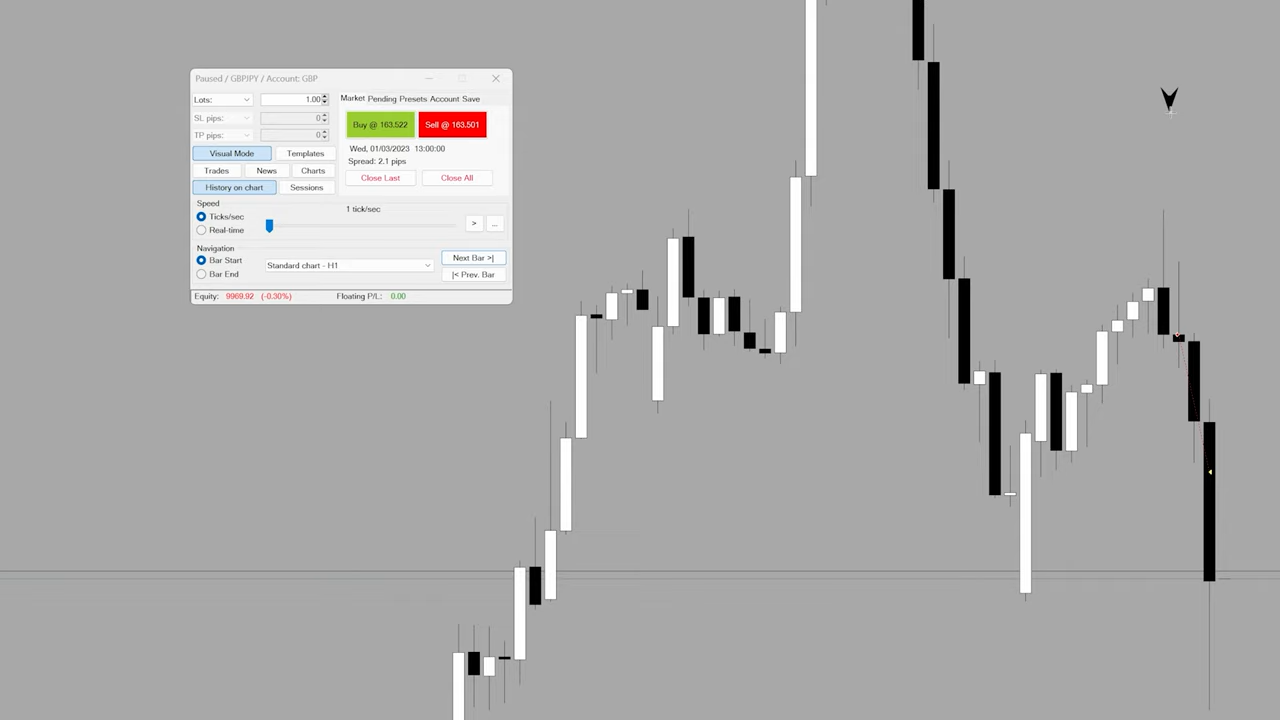 Paused / GBPJPY / Account: GBP
Lots: 1.00 Market Pending Presets Account Save
SL pips: 0 Buy @ 163.522 Sell @ 163.501
TP pips: 0
Visual Mode Templates Wed, 01/03/2023 13:00:00
Spread: 2.1 pips
Trades News Charts Close Last Close All
History on chart Sessions
Speed 1 tick/sec
Ticks/sec
Real-time > ...
Navigation
Bar Start Standard chart - H1 Next Bar >|
Bar End |< Prev. Bar
Equity: 9969.92 (-0.30%) Floating P/L: 0.00